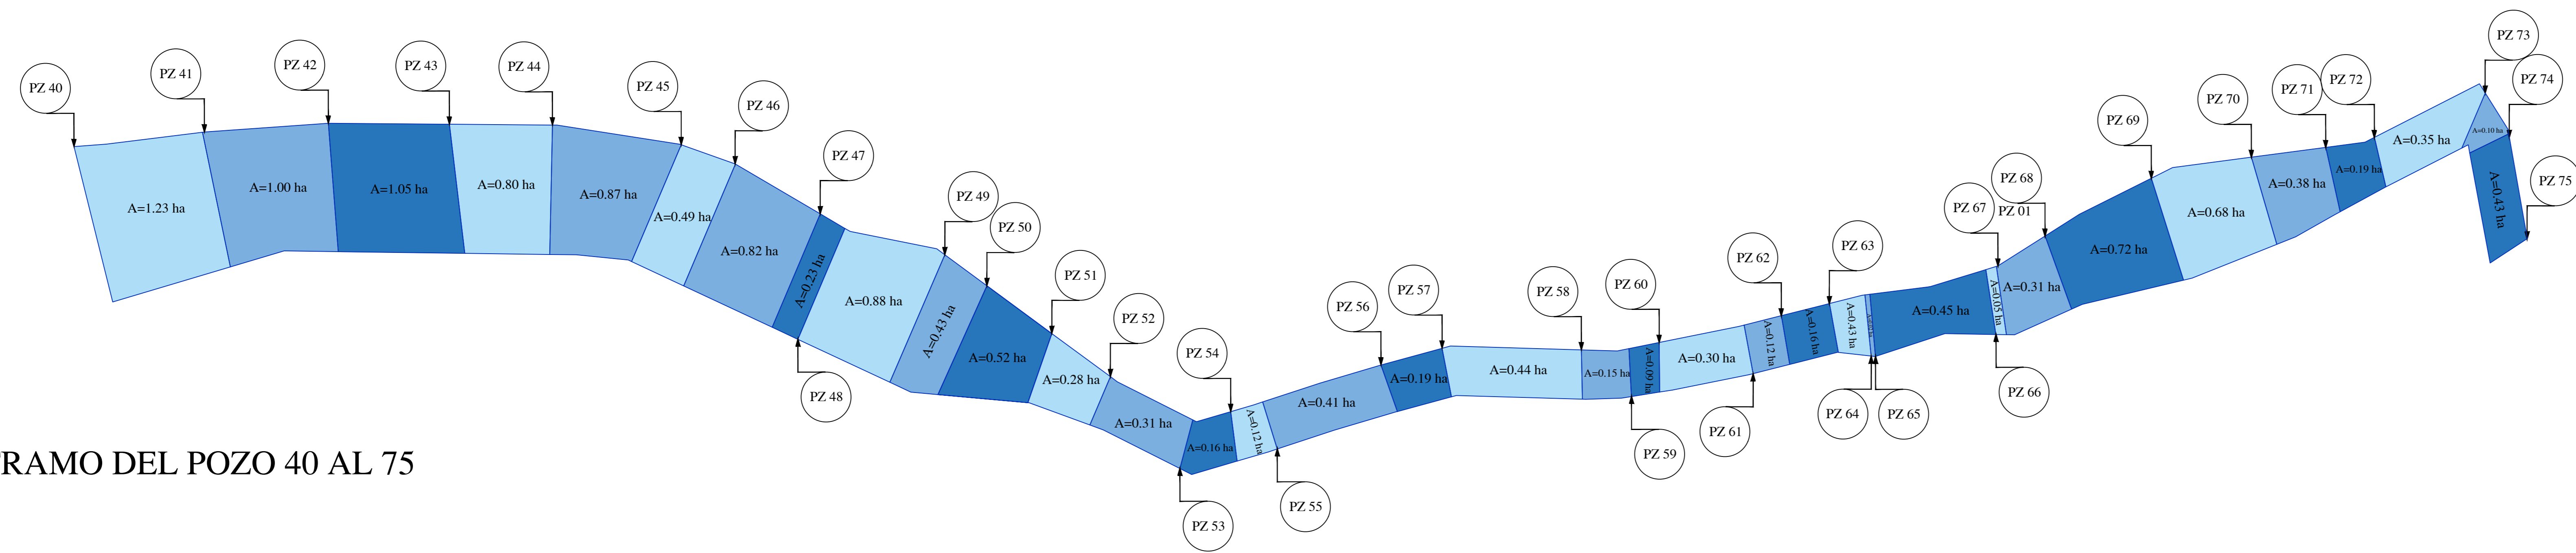 PZ 40
PZ 41
PZ 42
PZ 43
PZ 44
PZ 45
PZ 46
PZ 47
PZ 48
PZ 49
PZ 50
PZ 51
PZ 52
PZ 53
PZ 54
PZ 55
PZ 56
PZ 57
PZ 58
PZ 59
PZ 60
PZ 61
PZ 62
PZ 63
PZ 64
PZ 65
PZ 66
PZ 67
PZ 01
PZ 68
PZ 69
PZ 70
PZ 71
PZ 72
PZ 73
PZ 74
PZ 75
A=1.23 ha
A=1.00 ha
A=1.05 ha
A=0.80 ha
A=0.87 ha
A=0.49 ha
A=0.82 ha
A=0.23 ha
A=0.88 ha
A=0.43 ha
A=0.52 ha
A=0.28 ha
A=0.31 ha
A=0.16 ha
A=0.12 ha
A=0.41 ha
A=0.19 ha
A=0.44 ha
A=0.15 ha
A=0.09 ha
A=0.30 ha
A=0.12 ha
A=0.16 ha
A=0.43 ha
A=0.45 ha
A=0.05 ha
A=0.31 ha
A=0.72 ha
A=0.68 ha
A=0.38 ha
A=0.19 ha
A=0.35 ha
A=0.10 ha
A=0.43 ha
RAMO DEL POZO 40 AL 75